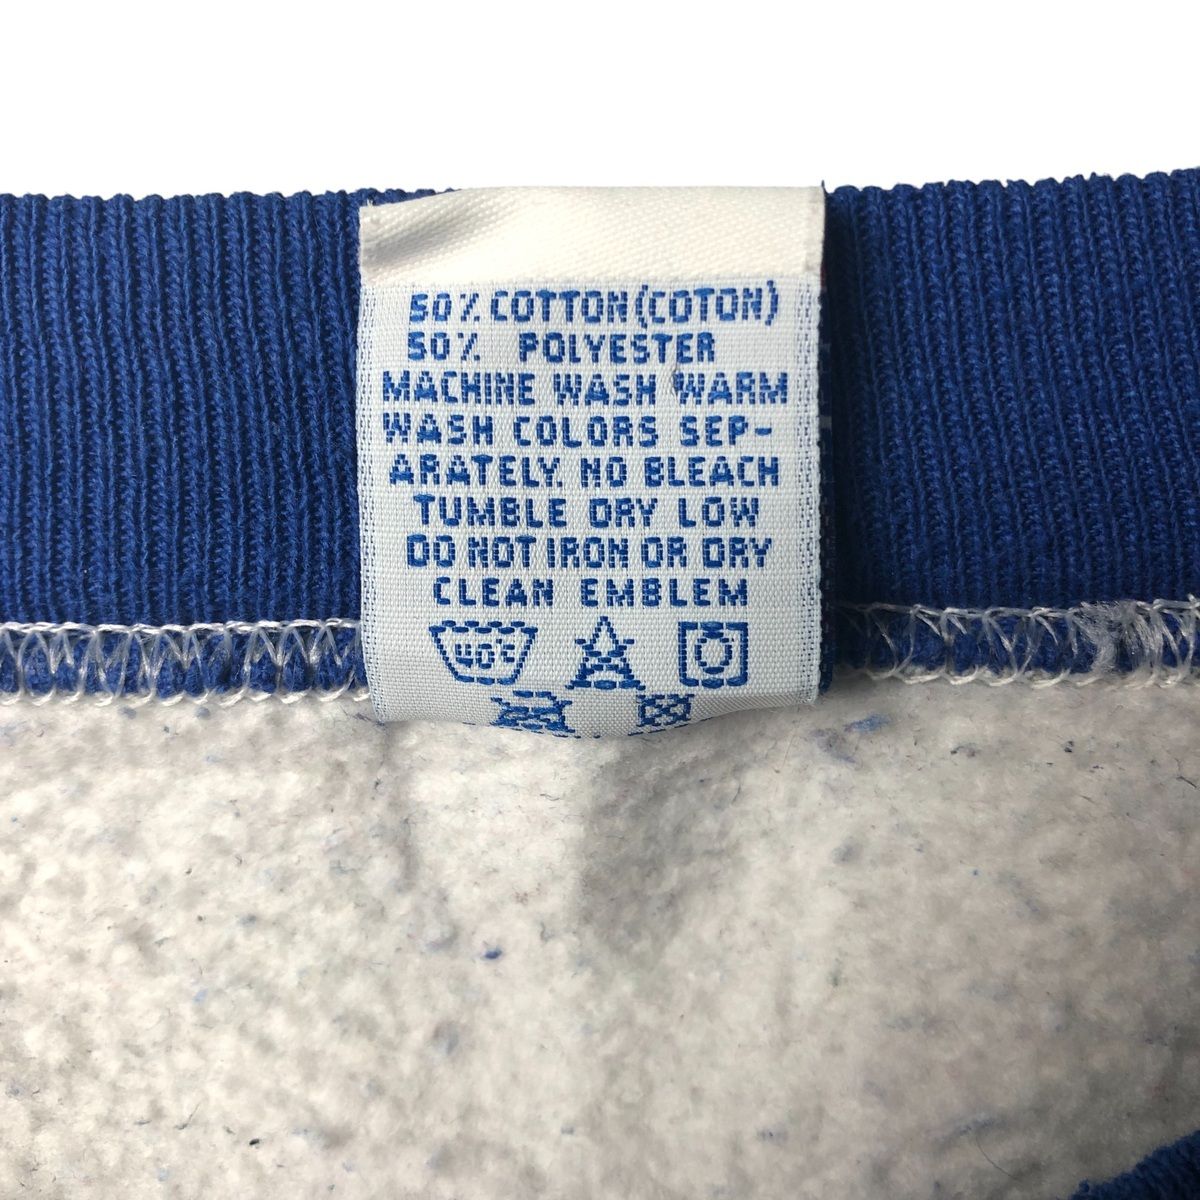 50% COTTON (COTON)
50% POLYESTER
MACHINE WASH WARM
WASH COLORS SEP-
ARATELY. NO BLEACH
TUMBLE DRY LOW
DO NOT IRON OR DRY
CLEAN EMBLEM
40°C